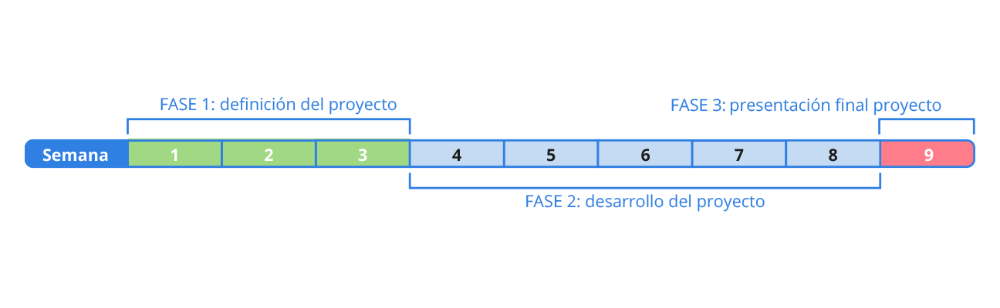 FASE 1: definición del proyecto
FASE 3: presentación final proyecto
Semana 1 2 3 4 5 6 7 8 9
FASE 2: desarrollo del proyecto